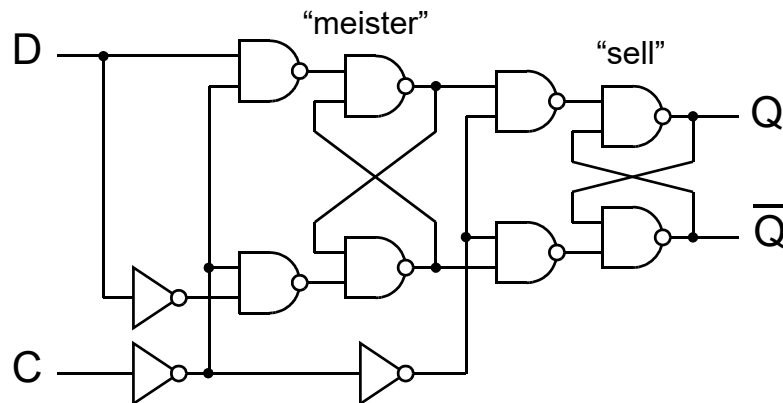 “meister”
“sell”
D
Q
Q̅
C